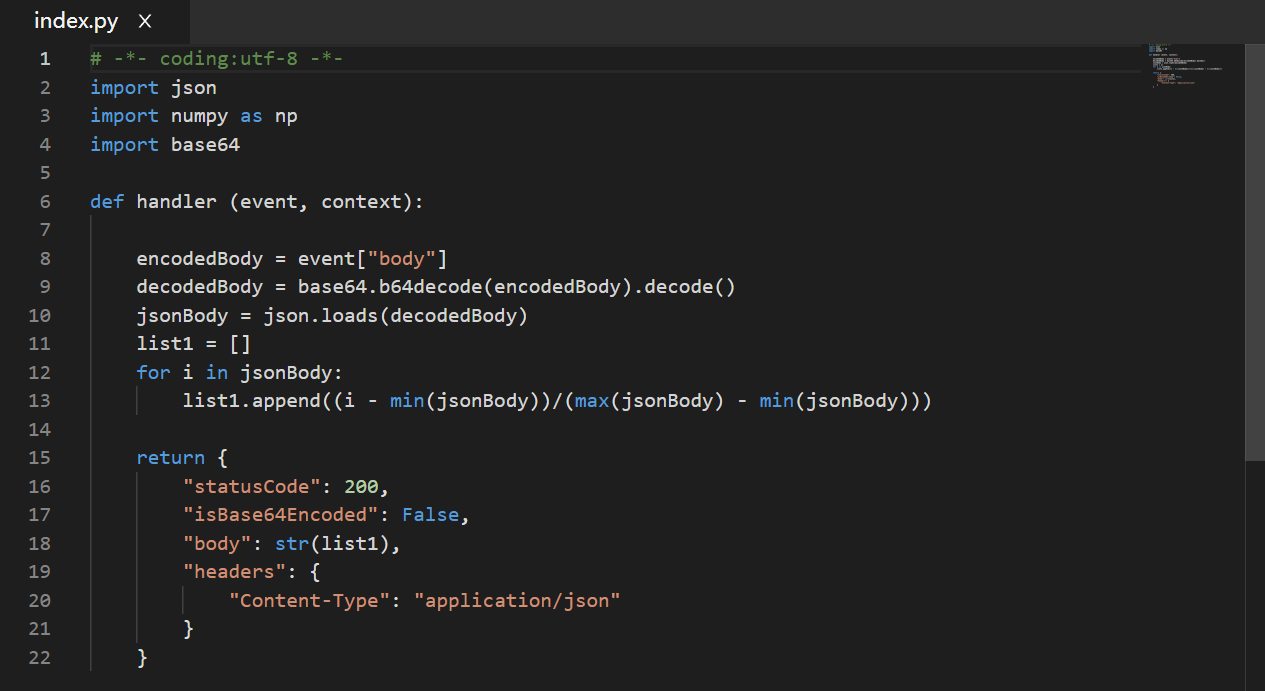 index.py X
1 # -*- coding:utf-8 -*-
2 import json
3 import numpy as np
4 import base64
5
6 def handler (event, context):
7
8     encodedBody = event["body"]
9     decodedBody = base64.b64decode(encodedBody).decode()
10     jsonBody = json.loads(decodedBody)
11     list1 = []
12     for i in jsonBody:
13         list1.append((i - min(jsonBody))/(max(jsonBody) - min(jsonBody)))
14
15     return {
16         "statusCode": 200,
17         "isBase64Encoded": False,
18         "body": str(list1),
19         "headers": {
20             "Content-Type": "application/json"
21         }
22     }